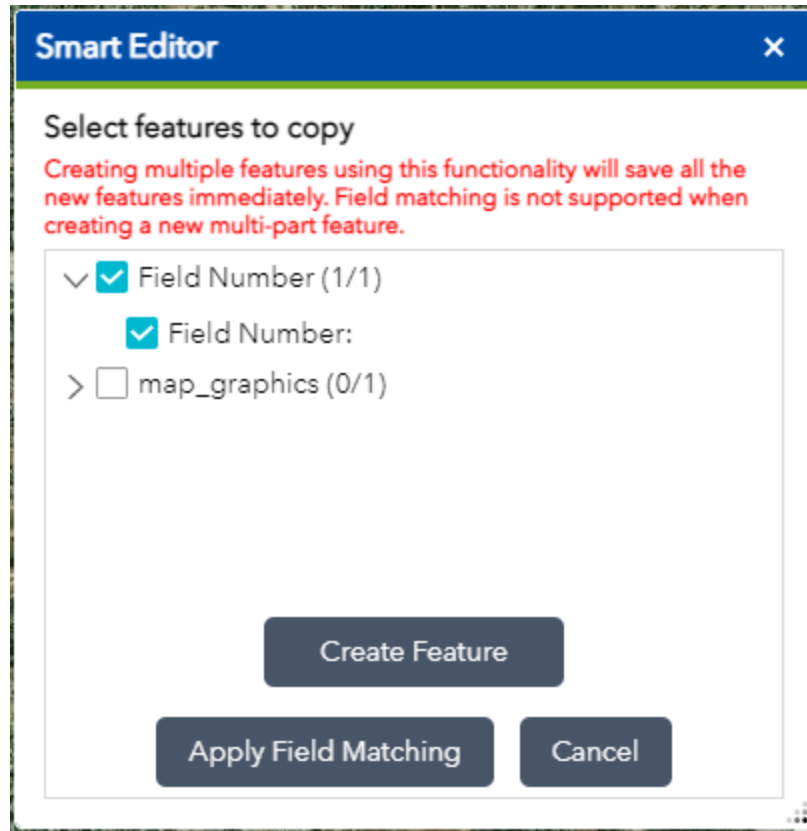 Smart Editor
Select features to copy
Creating multiple features using this functionality will save all the
new features immediately. Field matching is not supported when
creating a new multi-part feature.
Field Number (1/1)
Field Number:
map_graphics (0/1)
Create Feature
Apply Field Matching Cancel